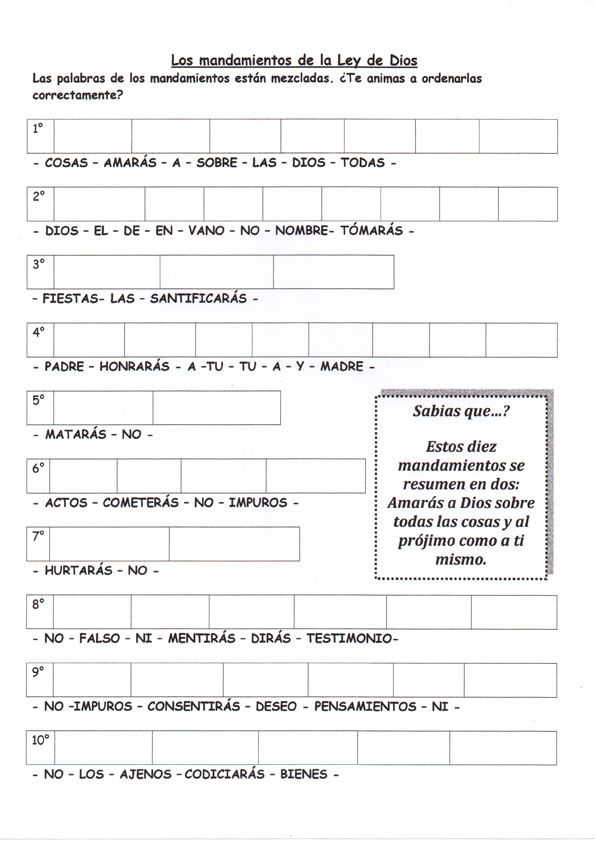 Los mandamientos de la Ley de Dios
Las palabras de los mandamientos están mezcladas. ¿Te animas a ordenarlas
correctamente?
1º
- COSAS – AMARÁS – A – SOBRE – LAS – DIOS – TODAS -
2º
- DIOS – EL – DE – EN – VANO – NO – NOMBRE- TÓMARÁS -
3º
- FIESTAS- LAS – SANTIFICARÁS -
4º
- PADRE – HONRARÁS – A -TU – TU – A – Y – MADRE -
5º
- MATARÁS – NO -
6º
- ACTOS – COMETERÁS – NO – IMPUROS -
7º
- HURTARÁS – NO -
Sabias que...?
Estos diez
mandamientos se
resumen en dos:
Amarás a Dios sobre
todas las cosas y al
prójimo como a ti
mismo.
8º
- NO – FALSO – NI – MENTIRÁS – DIRÁS – TESTIMONIO-
9º
- NO -IMPUROS – CONSENTIRÁS – DESEO - PENSAMIENTOS – NI -
10º
- NO – LOS – AJENOS -CODICIARÁS – BIENES -